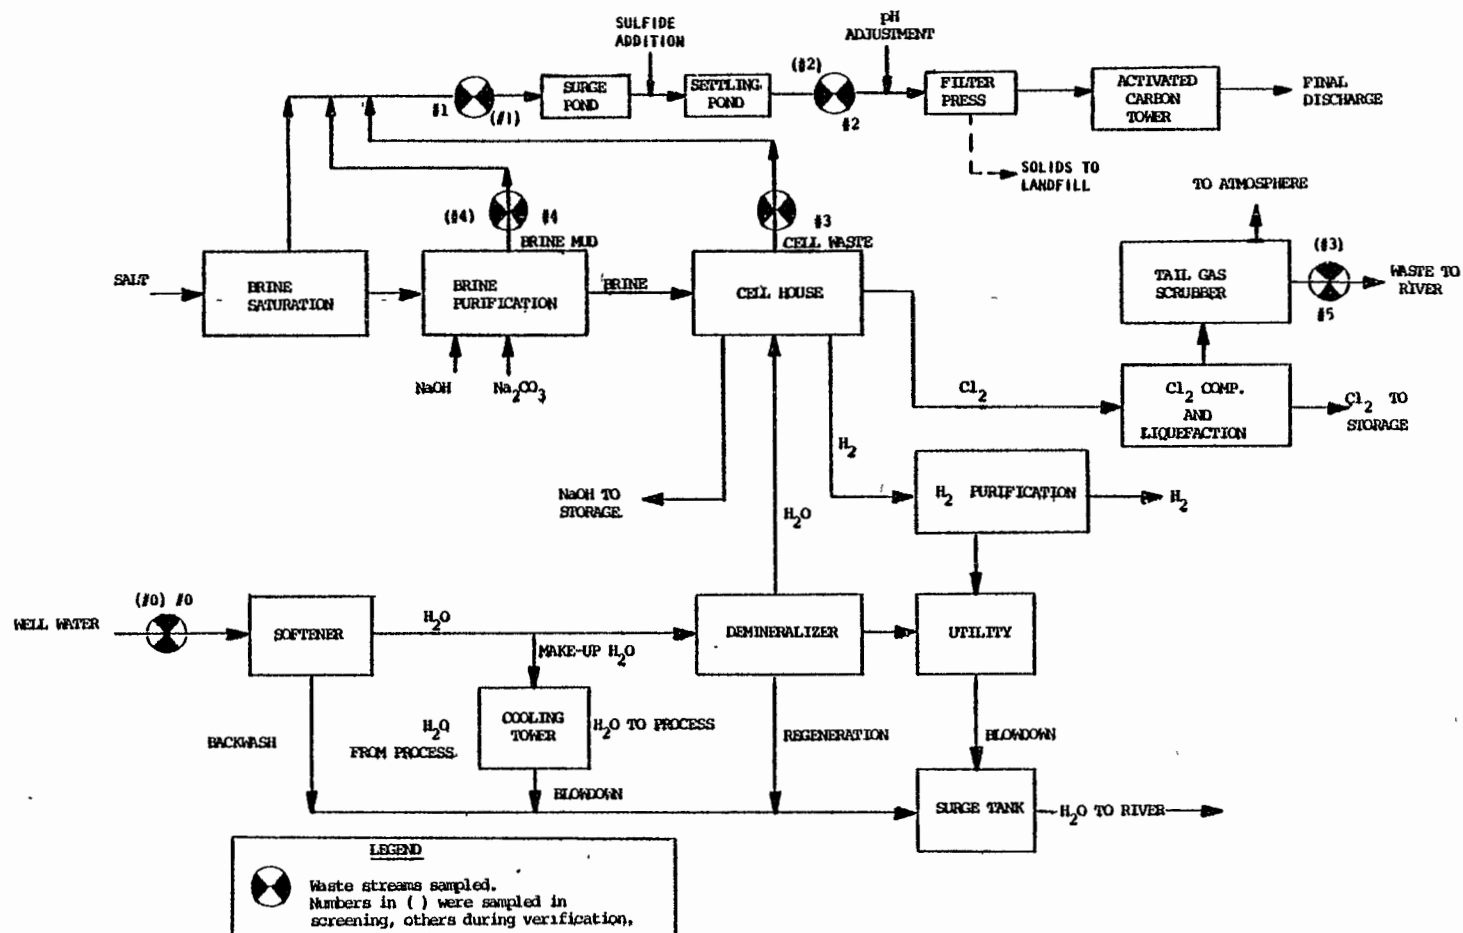 SULFIDE
ADDITION
pH
ADJUSTMENT
#1
(#1)
SURGE
POND
SETTLING
POND
(#2)
#2
FILTER
PRESS
ACTIVATED
CARBON
TOWER
FINAL
DISCHARGE
SOLIDS TO
LANDFILL
TO ATMOSPHERE
(#4)
#4
BRINE MUD
#3
CELL WASTE
SALT
BRINE
SATURATION
BRINE
PURIFICATION
BRINE
CELL HOUSE
TAIL GAS
SCRUBBER
(#3)
#5
WASTE TO
RIVER
NaOH
Na2CO3
Cl2
Cl2 COMP.
AND
LIQUEFACTION
Cl2 TO
STORAGE
H2
NaOH TO
STORAGE
H2O
H2 PURIFICATION
H2
WELL WATER
(#0) #0
SOFTENER
H2O
MAKE-UP H2O
DEMINERALIZER
UTILITY
BACKWASH
H2O
FROM PROCESS
COOLING
TOWER
H2O TO PROCESS
REGENERATION
BLOWDOWN
BLOWDOWN
SURGE TANK
H2O TO RIVER
LEGEND
Waste streams sampled.
Numbers in ( ) were sampled in
screening, others during verification,